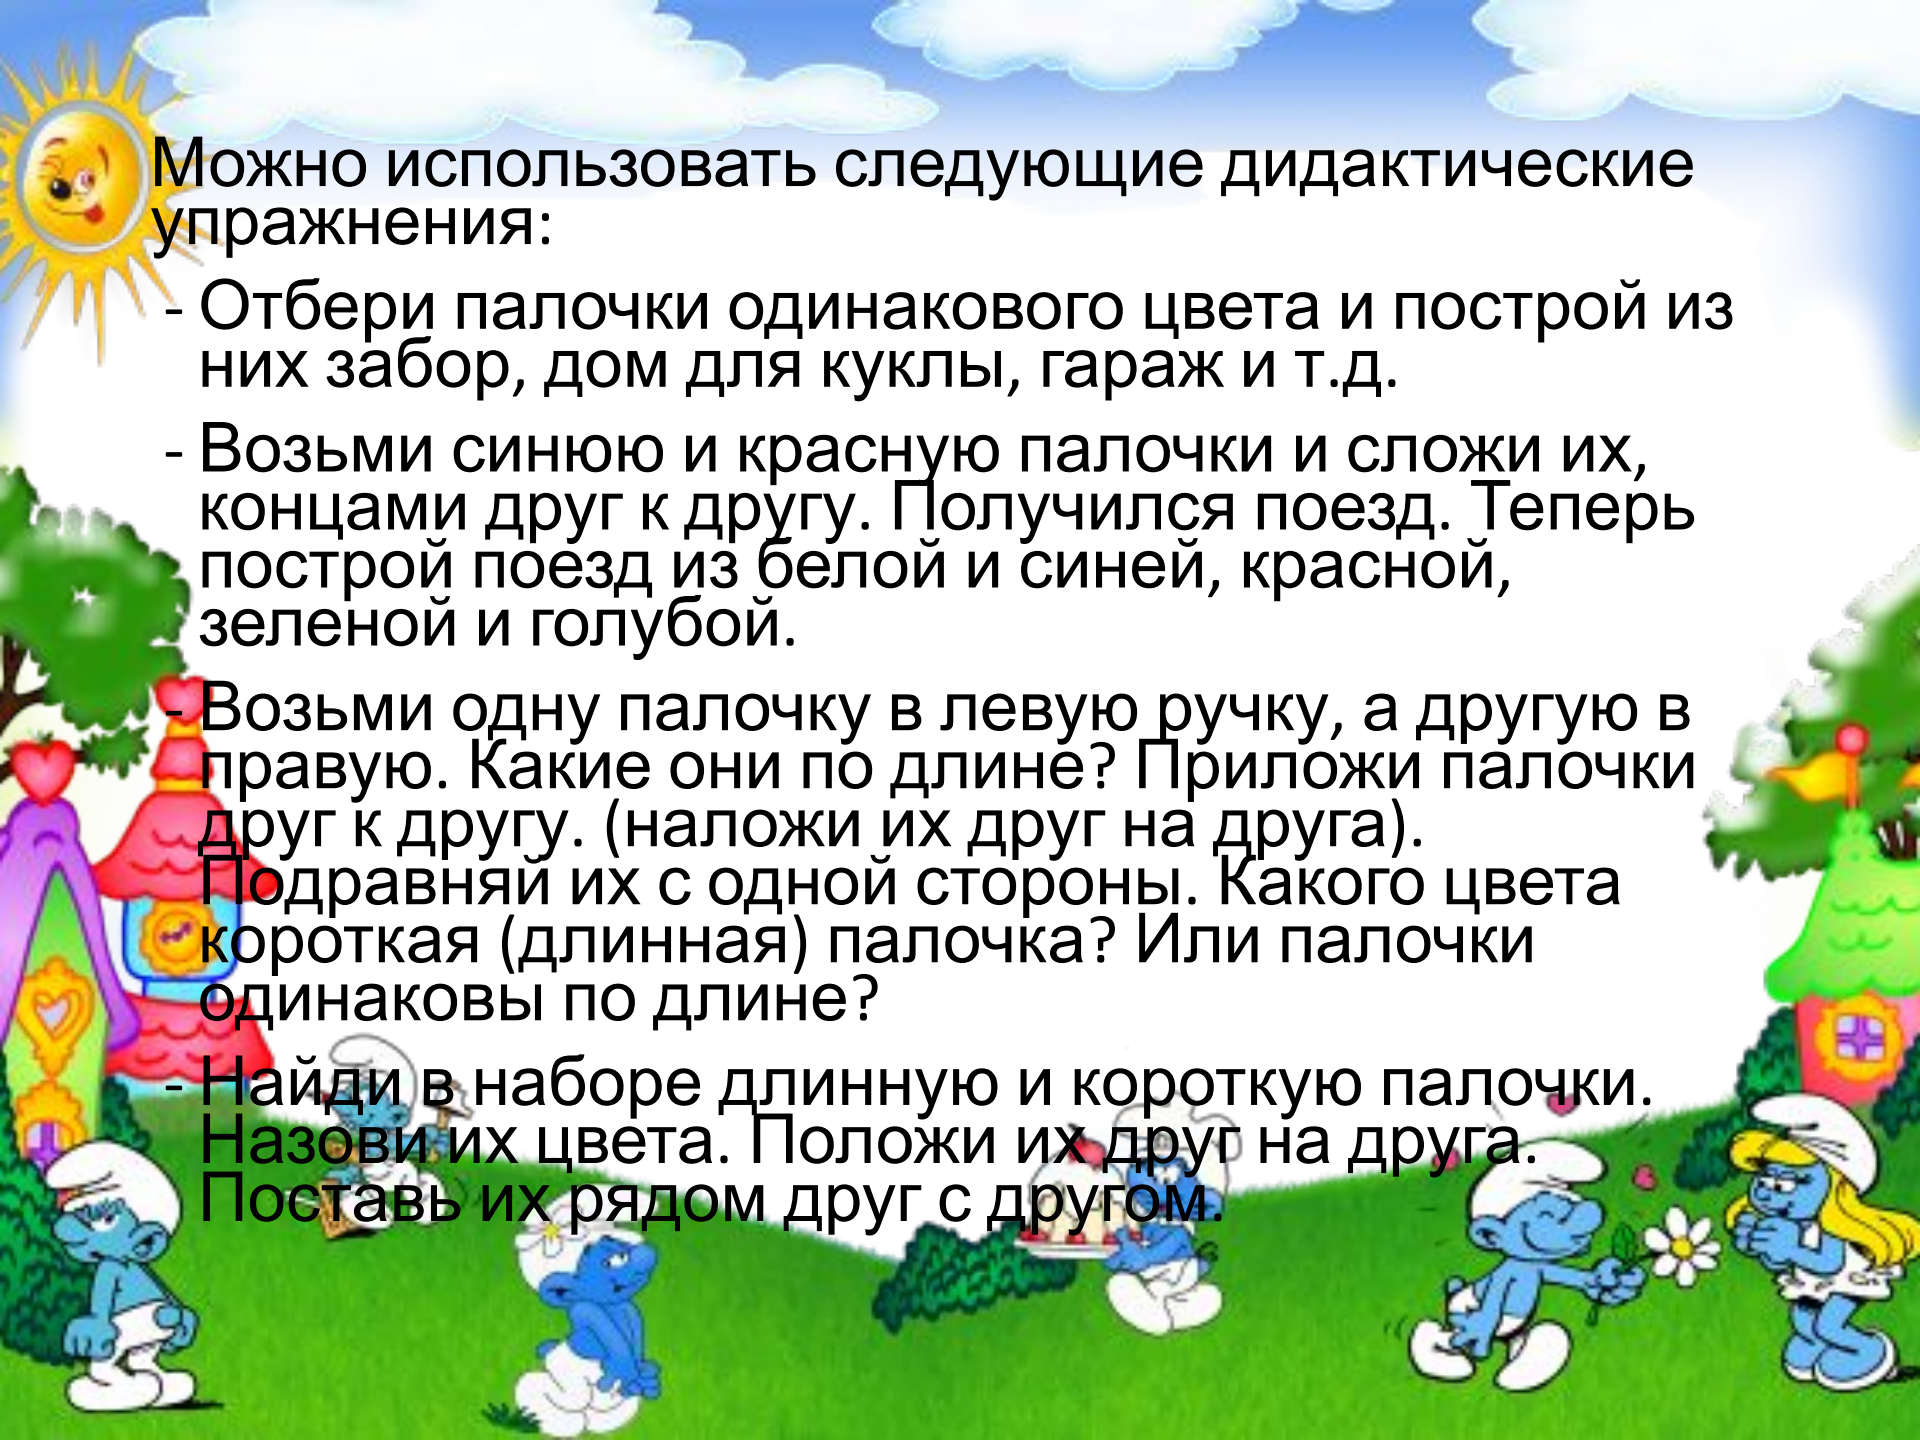 Можно использовать следующие дидактические
упражнения:
- Отбери палочки одинакового цвета и построй из
них забор, дом для куклы, гараж и т.д.
- Возьми синюю и красную палочки и сложи их,
концами друг к другу. Получился поезд. Теперь
построй поезд из белой и синей, красной,
зеленой и голубой.
- Возьми одну палочку в левую ручку, а другую в
правую. Какие они по длине? Приложи палочки
друг к другу. (наложи их друг на друга).
Подравняй их с одной стороны. Какого цвета
короткая (длинная) палочка? Или палочки
одинаковы по длине?
- Найди в наборе длинную и короткую палочки.
Назови их цвета. Положи их друг на друга.
Поставь их рядом друг с другом.